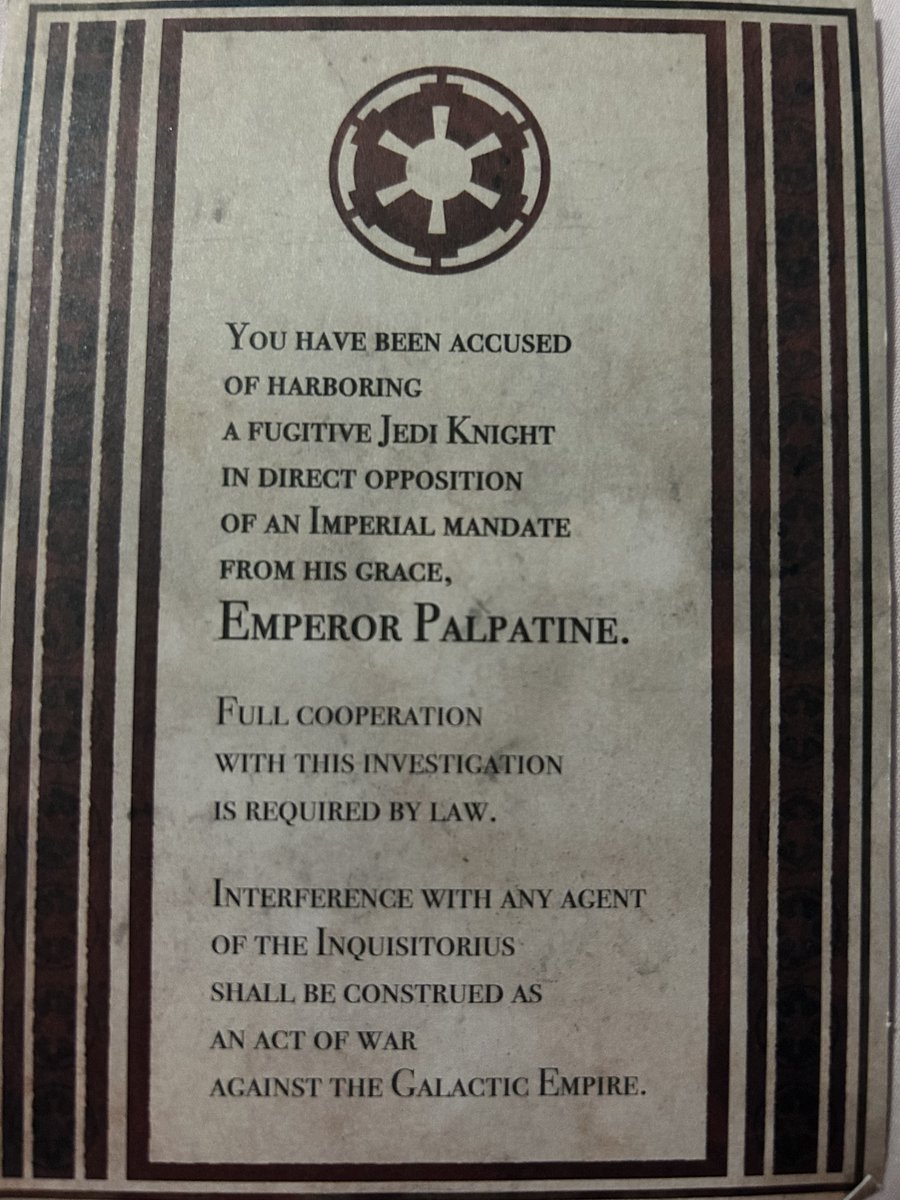 You have been accused
of harboring
a fugitive Jedi Knight
in direct opposition
of an Imperial mandate
from his grace,
Emperor Palpatine.
Full cooperation
with this investigation
is required by law.
Interference with any agent
of the Inquisitorius
shall be construed as
an act of war
against the Galactic Empire.